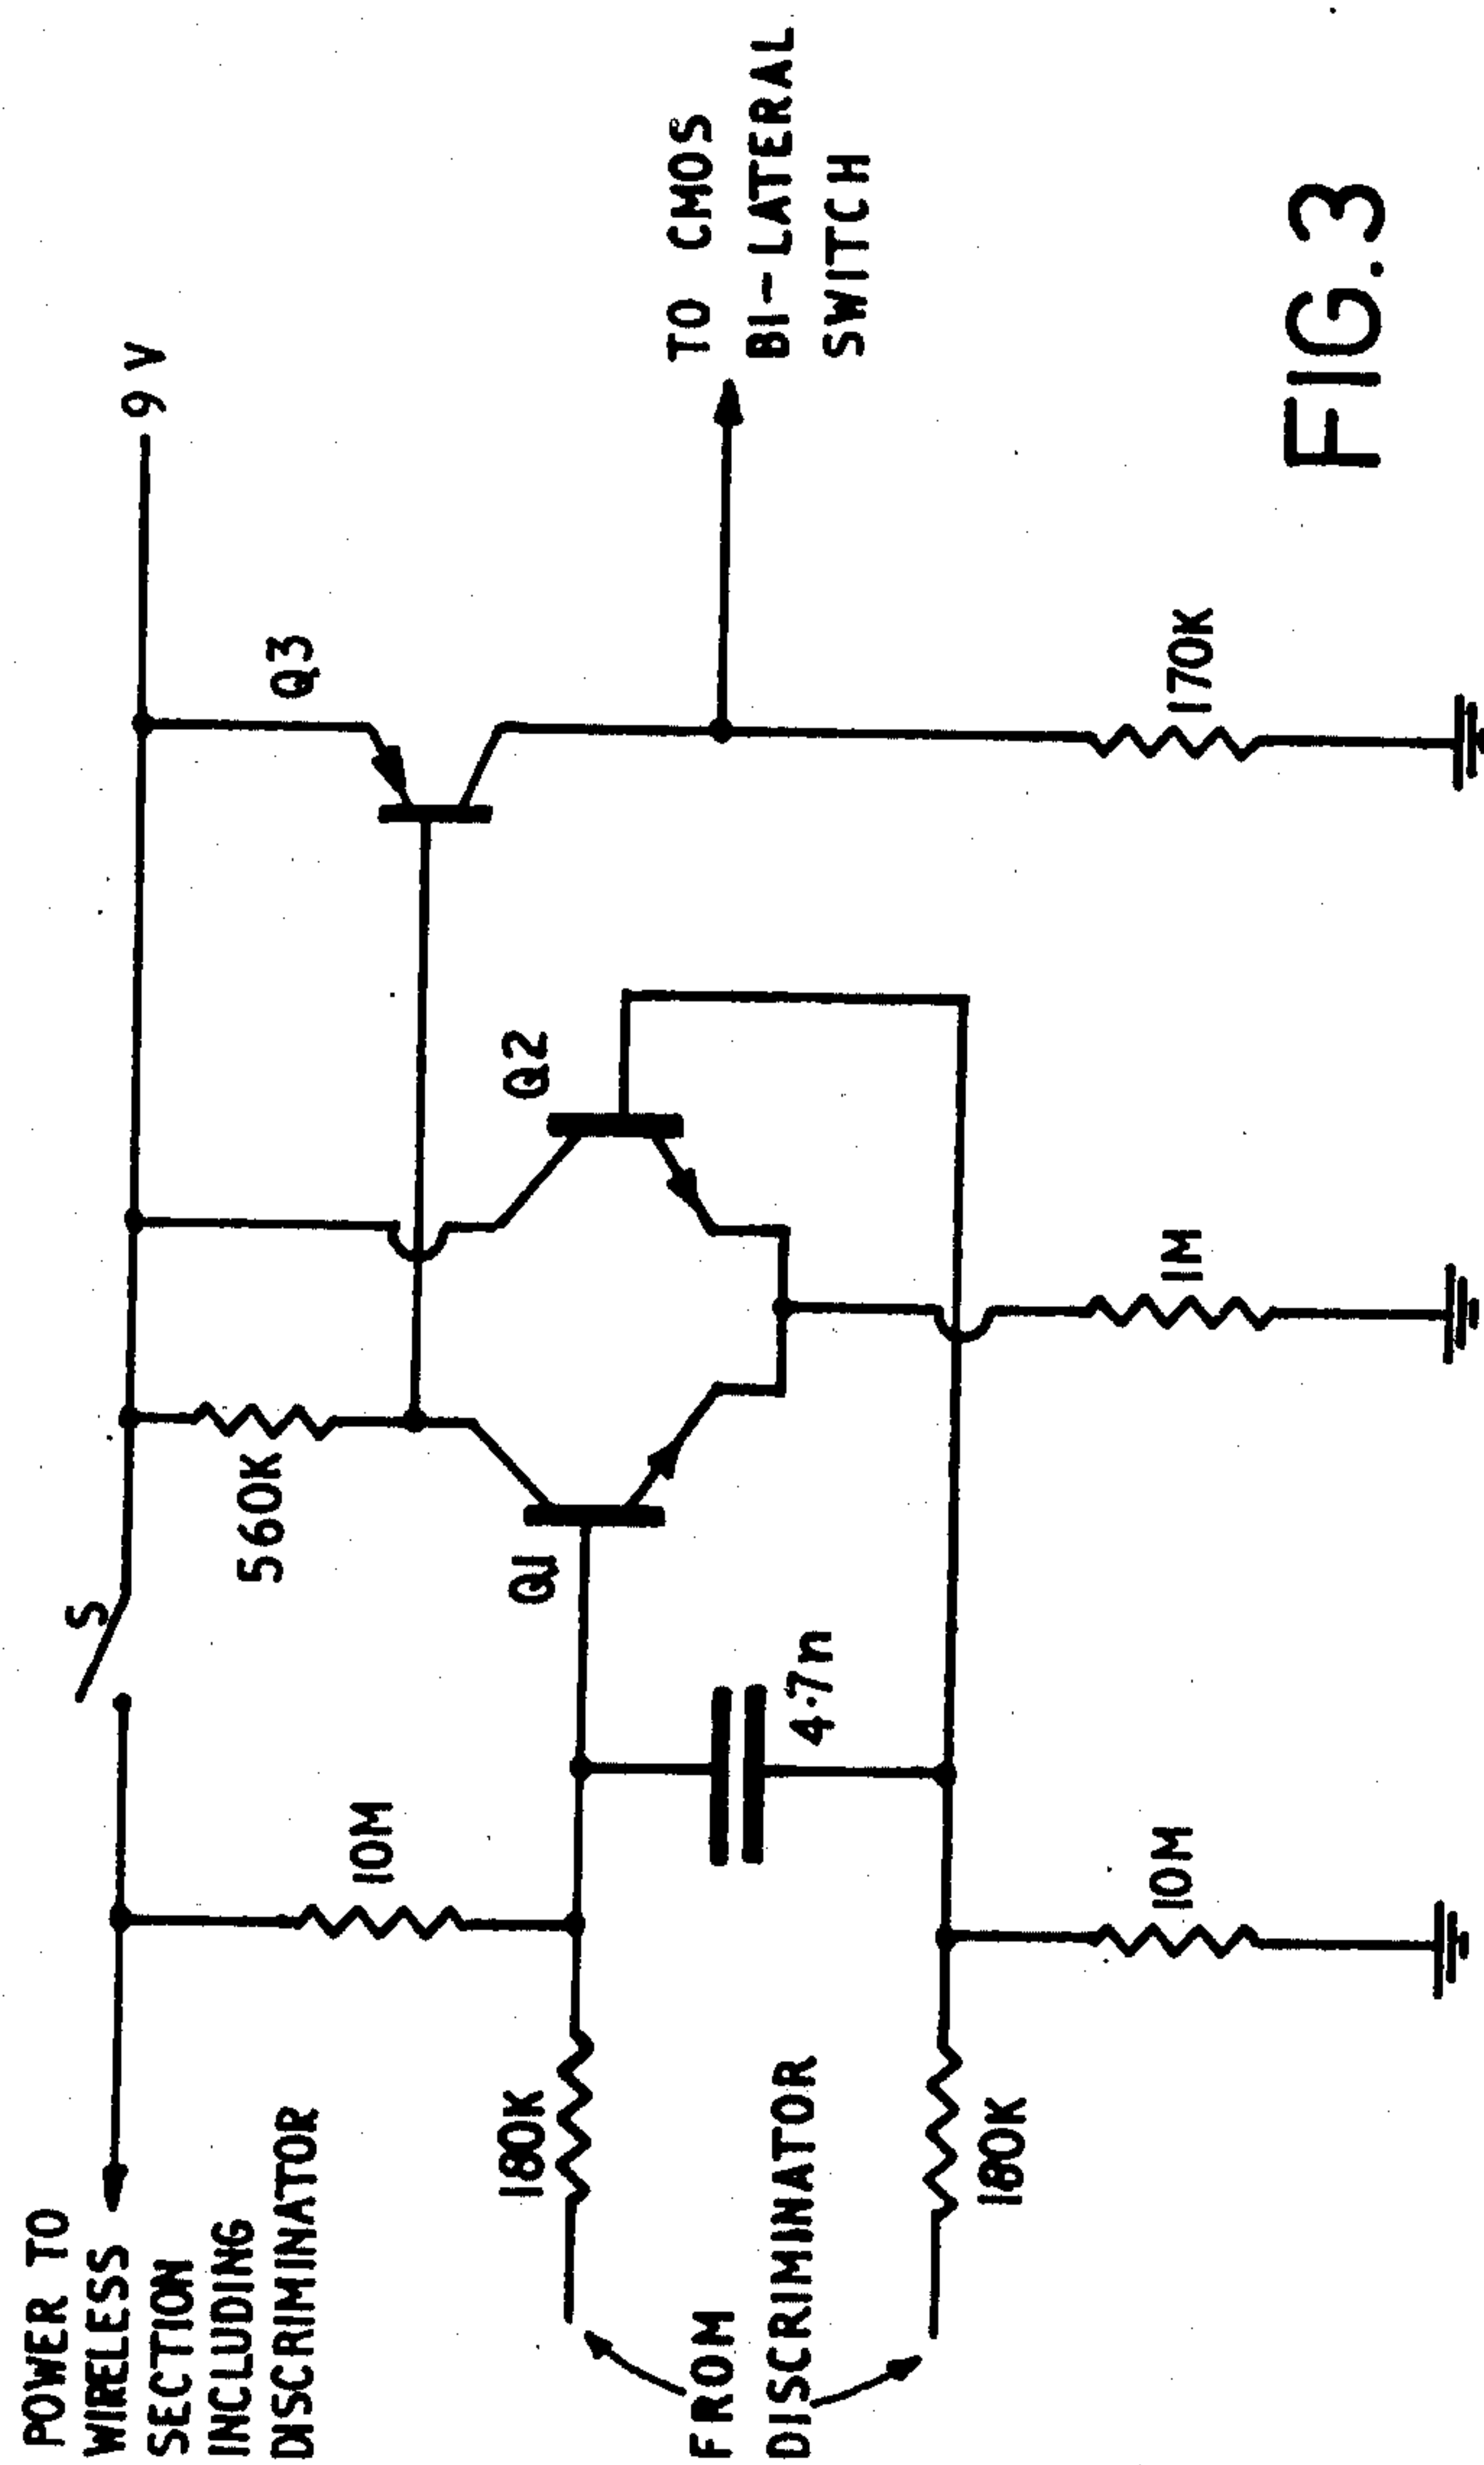 POWER TO
WIRELESS
SECTION
INCLUDING
DISCRIMINATOR
S
9 V
10M
560K
Q3
Q1
Q2
180K
4.7n
FROM
DISCRIMINATOR
180K
10M
1M
170K
TO CMOS
BI-LATERAL
SWITCH
FIG. 3